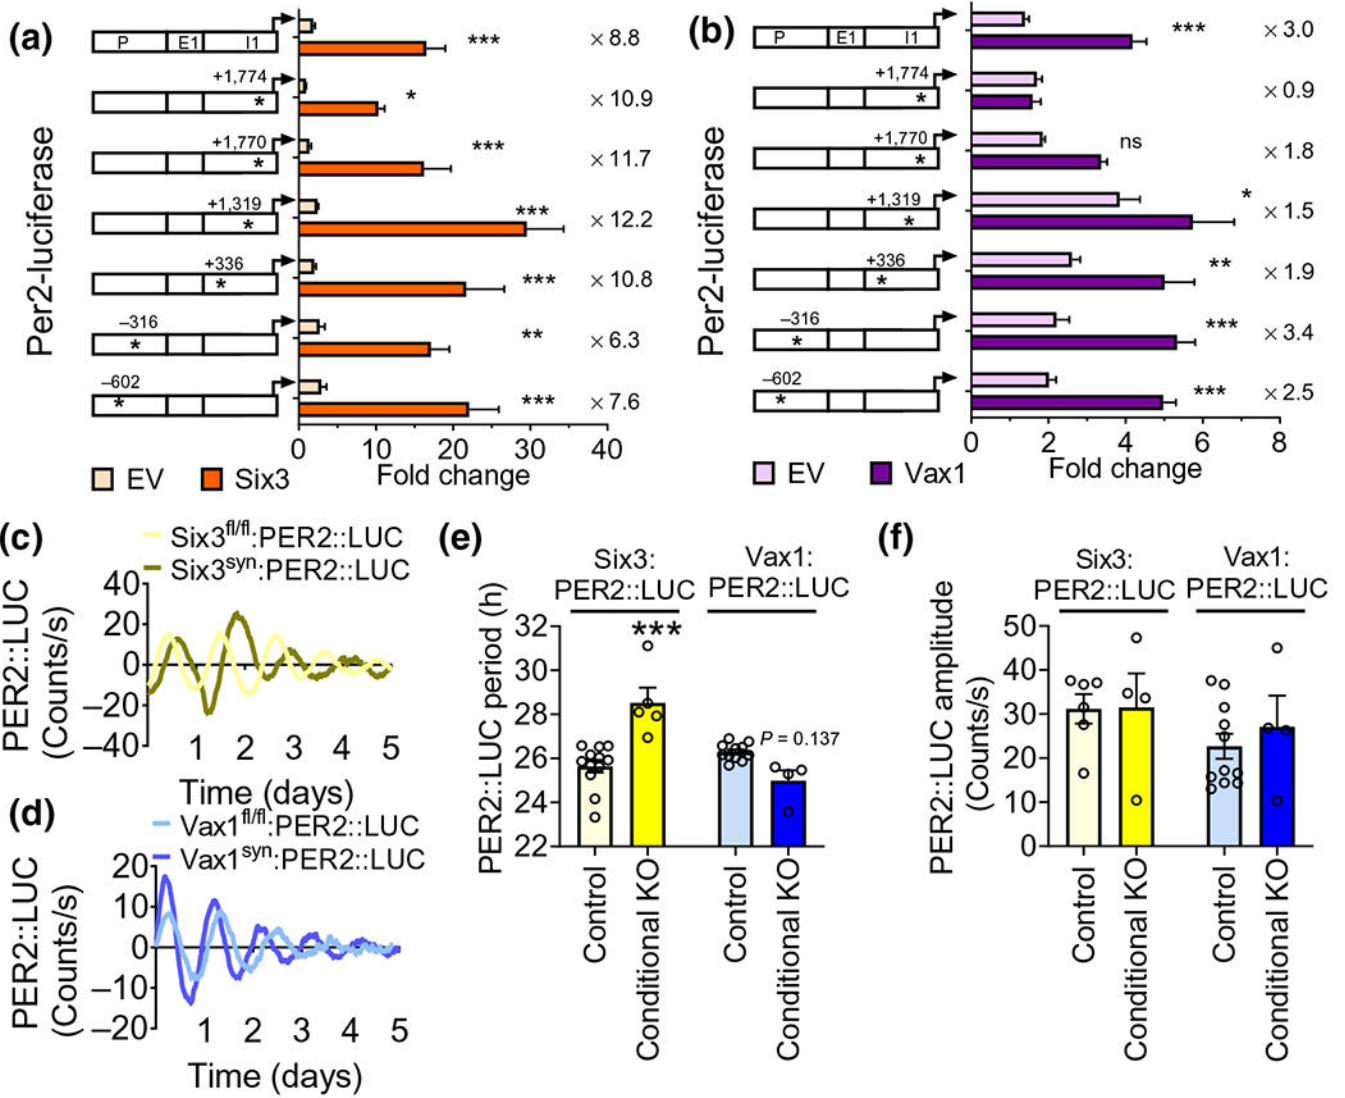 (a)
Per2-luciferase
P E1 I1
*** × 8.8
+1,774
*
* × 10.9
+1,770
*
*** × 11.7
+1,319
*
*** × 12.2
+336
*
*** × 10.8
–316
*
** × 6.3
–602
*
*** × 7.6
0 10 20 30 40
Fold change
EV Six3
(b)
Per2-luciferase
P E1 I1
*** × 3.0
+1,774
*
× 0.9
+1,770
*
ns × 1.8
+1,319
*
* × 1.5
+336
*
** × 1.9
–316
*
*** × 3.4
–602
*
*** × 2.5
0 2 4 6 8
Fold change
EV Vax1
(c)
Six3fl/fl:PER2::LUC
Six3syn:PER2::LUC
PER2::LUC
(Counts/s)
40
20
0
–20
–40
1 2 3 4 5
Time (days)
(d)
Vax1fl/fl:PER2::LUC
Vax1syn:PER2::LUC
PER2::LUC
(Counts/s)
20
10
0
–10
–20
1 2 3 4 5
Time (days)
(e)
Six3:
PER2::LUC
Vax1:
PER2::LUC
PER2::LUC period (h)
32
30
28
26
24
22
***
P = 0.137
Control
Conditional KO
Control
Conditional KO
(f)
Six3:
PER2::LUC
Vax1:
PER2::LUC
PER2::LUC amplitude
(Counts/s)
50
40
30
20
10
0
Control
Conditional KO
Control
Conditional KO